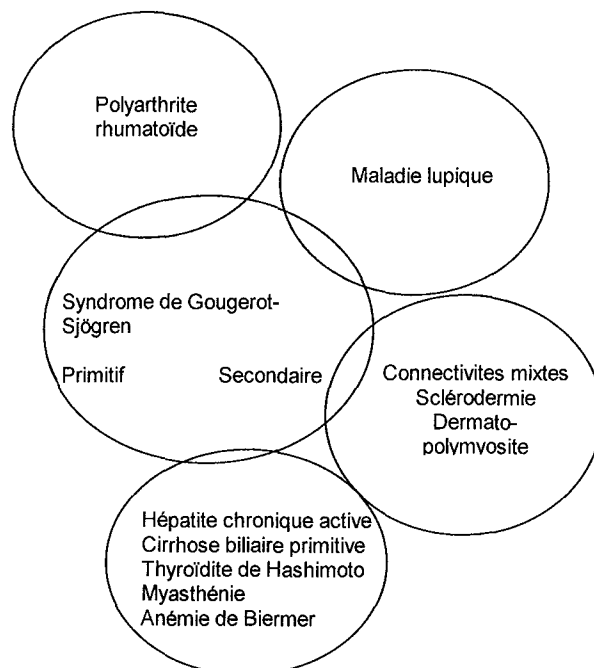 Polyarthrite
rhumatoïde
Maladie lupique
Syndrome de Gougerot-
Sjögren
Primitif Secondaire
Connectivites mixtes
Sclérodermie
Dermato-
polymyosite
Hépatite chronique active
Cirrhose biliaire primitive
Thyroïdite de Hashimoto
Myasthénie
Anémie de Biermer